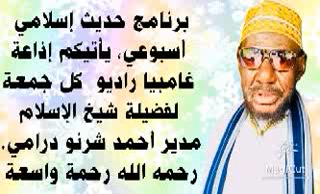 برنامج حديث إسلامي
أسبوعي، يأتيكم إذاعة
غامبيا راديو كل جمعة
لفضيلة شيخ الإسلام
مدير أحمد شرنو درامي.
رحمه الله رحمة واسعة